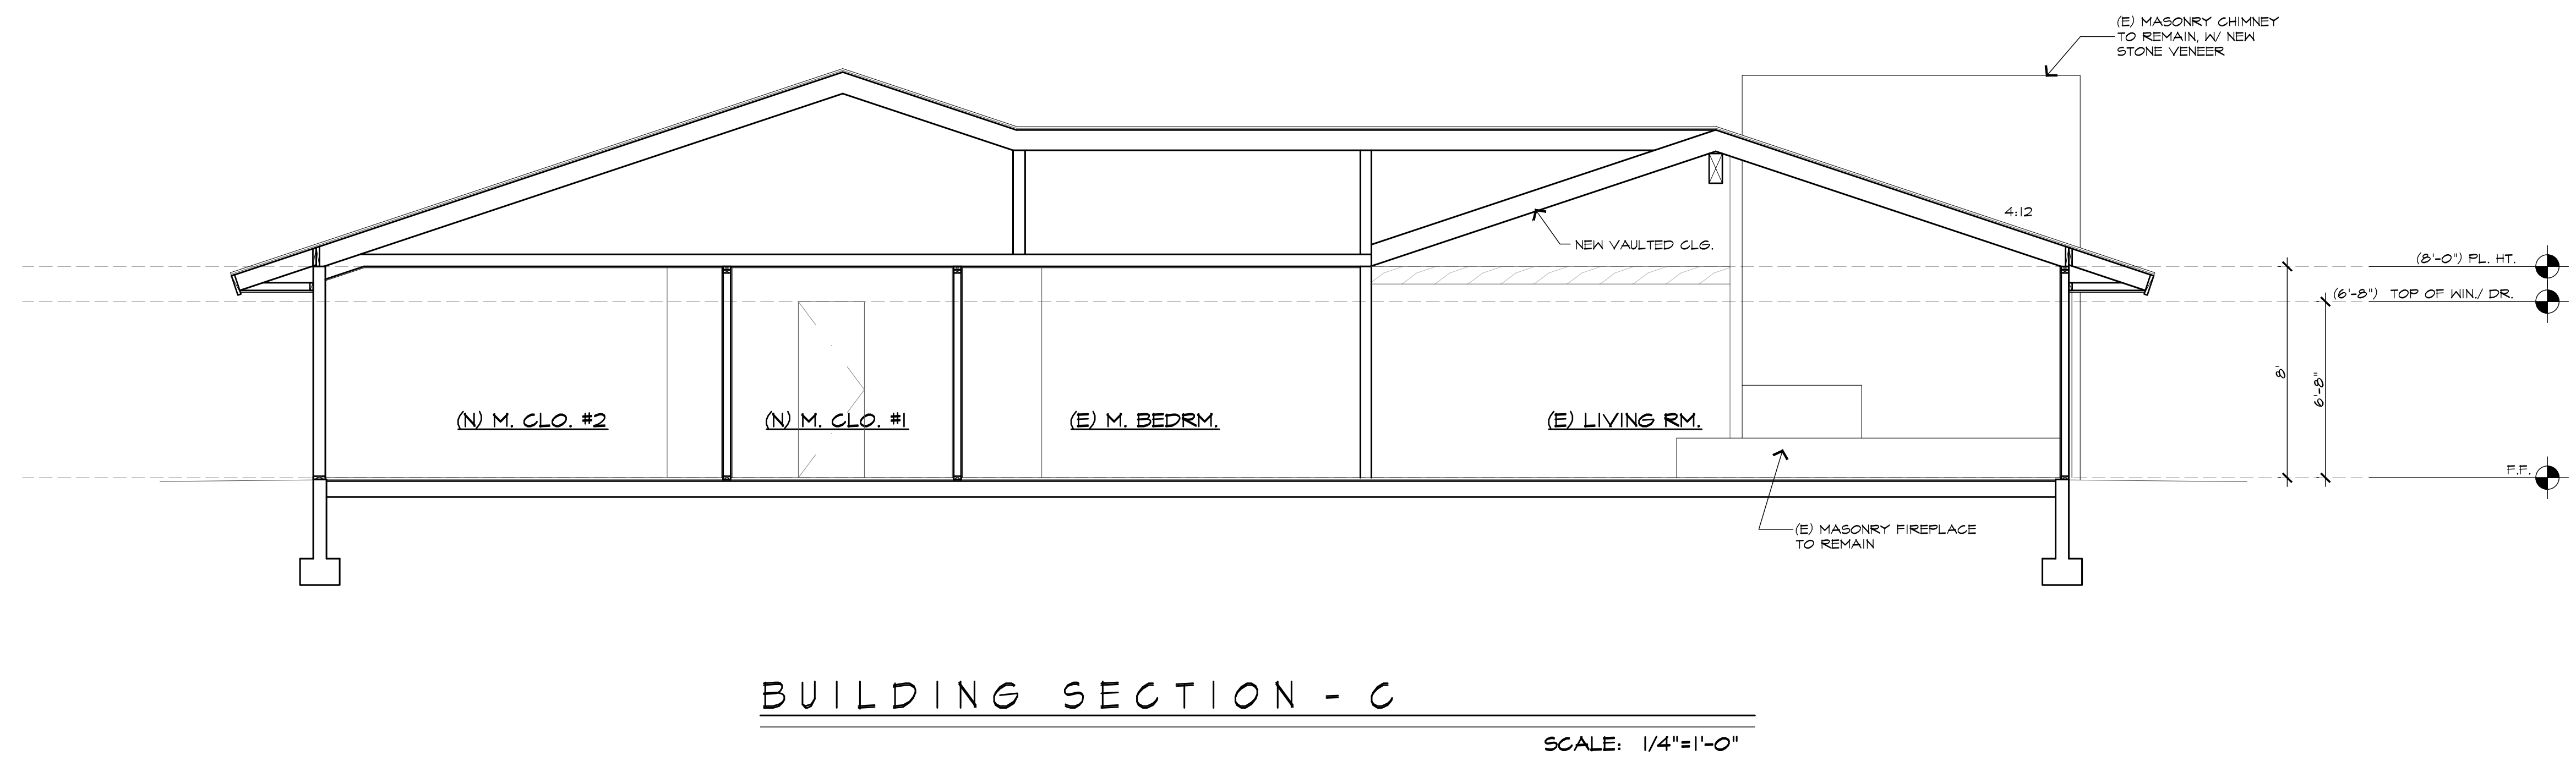 (E) MASONRY CHIMNEY
TO REMAIN, W/ NEW
STONE VENEER
4:12
NEW VAULTED CLG.
(8'-0") PL. HT.
(6'-8") TOP OF WIN./ DR.
8'
6'-8"
(N) M. CLO. #2
(N) M. CLO. #1
(E) M. BEDRM.
(E) LIVING RM.
F.F.
(E) MASONRY FIREPLACE
TO REMAIN
BUILDING SECTION - C
SCALE: 1/4"=1'-0"